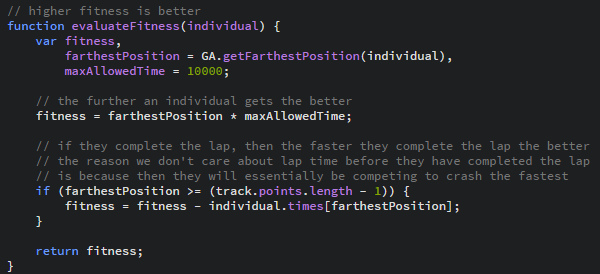 // higher fitness is better
function evaluateFitness(individual) {
    var fitness,
        farthestPosition = GA.getFarthestPosition(individual),
        maxAllowedTime = 10000;

    // the further an individual gets the better
    fitness = farthestPosition * maxAllowedTime;

    // if they complete the lap, then the faster they complete the lap the better
    // the reason we don't care about lap time before they have completed the lap
    // is because then they will essentially be competing to crash the fastest
    if (farthestPosition >= (track.points.length - 1)) {
        fitness = fitness - individual.times[farthestPosition];
    }

    return fitness;
}